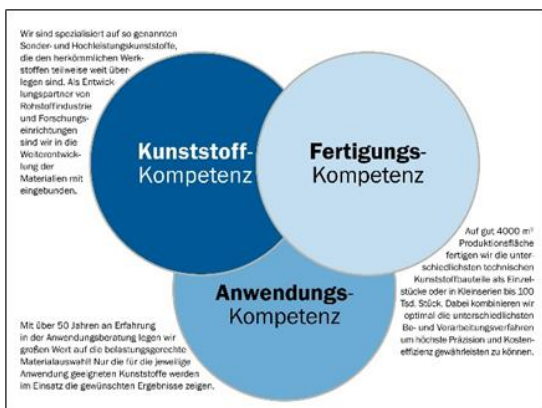 Wir sind spezialisiert auf so genannten
Sonder- und Hochleistungskunststoffe,
die den herkömmlichen Werk-
stoffen teilweise weit über-
legen sind. Als Entwick
lungspartner von
Rohstoffindustrie
und Forschungs-
einrichtungen
sind wir in die
Weiterentwick-
lung der
Materialien mit
eingebunden.
Kunststoff-
Kompetenz
Fertigungs-
Kompetenz
Anwendungs-
Kompetenz
Auf gut 4000 m²
Produktionsfläche
fertigen wir die unter-
schiedlichsten technischen
Kunststoffbauteile als Einzel-
stücke oder in Kleinserien bis 100
Tsd. Stück. Dabei kombinieren wir
optimal die unterschiedlichsten
Be- und Verarbeitungsverfahren
um höchste Präzision und Kosten-
effizienz gewährleisten zu können.
Mit über 50 Jahren an Erfahrung
in der Anwendungsberatung legen wir
großen Wert auf die belastungsgerechte
Materialauswahl! Nur die für die jeweilige
Anwendung geeigneten Kunststoffe werden
im Einsatz die gewünschten Ergebnisse zeigen.